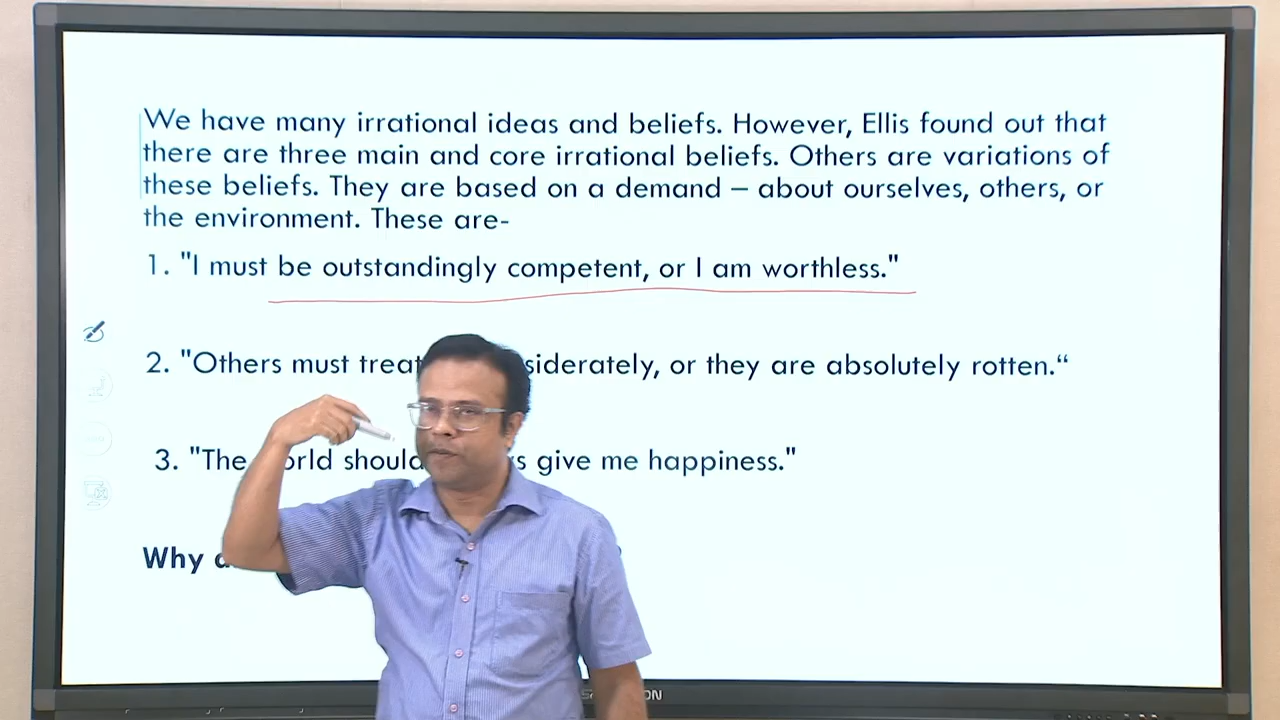 We have many irrational ideas and beliefs. However, Ellis found out that
there are three main and core irrational beliefs. Others are variations of
these beliefs. They are based on a demand – about ourselves, others, or
the environment. These are-
1. "I must be outstandingly competent, or I am worthless."
2. "Others must treat or they are absolutely rotten.“
3. "The should give me happiness."
Why